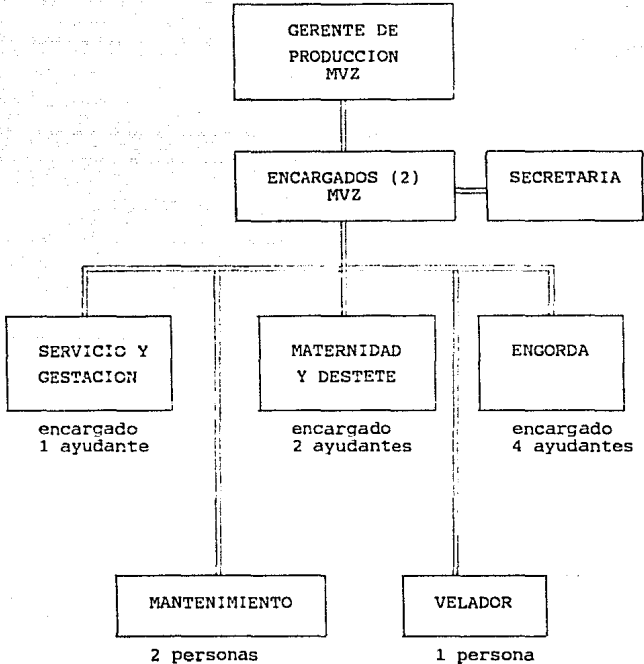 GERENTE DE
PRODUCCION
MVZ
ENCARGADOS (2)
MVZ
SECRETARIA
SERVICIO Y
GESTACION
encargado
1 ayudante
MATERNIDAD
Y DESTETE
encargado
2 ayudantes
ENGORDA
encargado
4 ayudantes
MANTENIMIENTO
2 personas
VELADOR
1 persona